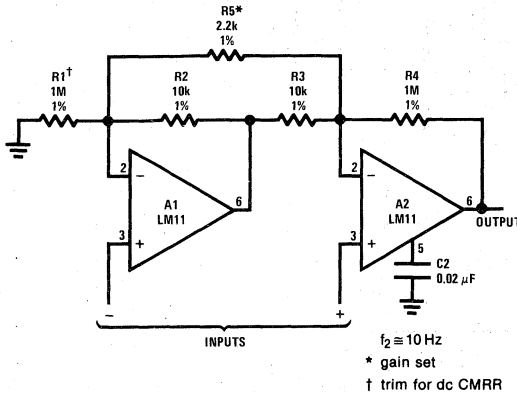 R5*
2.2k
1%
R1†
1M
1%
R2
10k
1%
R3
10k
1%
R4
1M
1%
2
−
A1
LM11
6
3
+
2
−
A2
LM11
6
OUTPUT
3
+
5
C2
0.02 μF
−
+
INPUTS
f2 ≅ 10 Hz
* gain set
† trim for dc CMRR